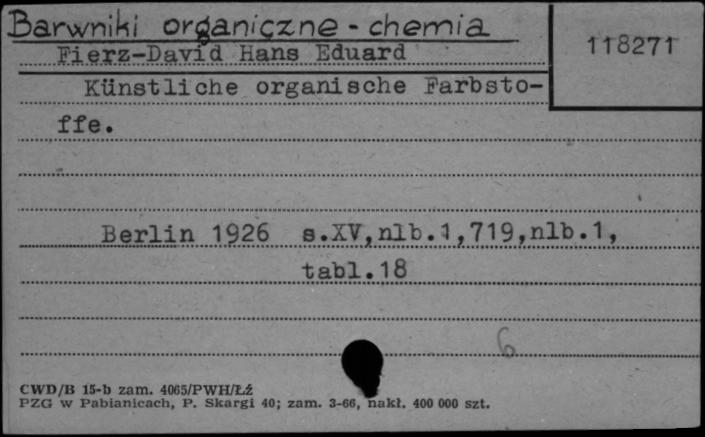 Barwniki organiczne - chemia
118271
Fierz-David Hans Eduard
Künstliche organische Farbsto-
ffe.
Berlin 1926 s.XV,nlb.1,719,nlb.1,
tabl.18
6
CWD/B 15-b zam. 4065/PWH/Łź
PZG w Pabianicach, P. Skargi 40; zam. 3-66, nakł. 400 000 szt.